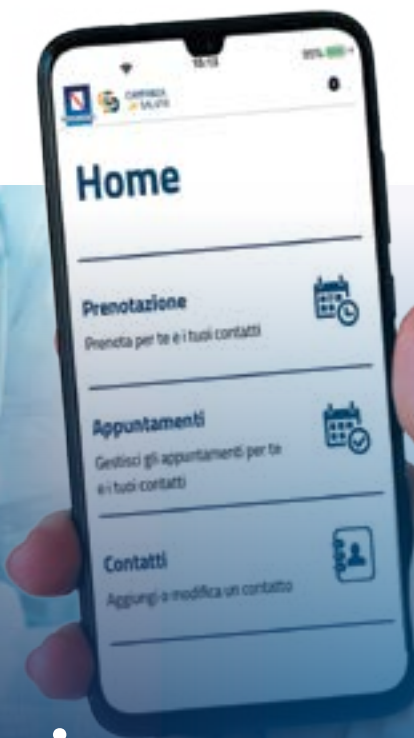 Home
Prenotazione
Prenota per te e i tuoi contatti
Appuntamenti
Gestisci gli appuntamenti per te
e i tuoi contatti
Contatti
Aggiungi o modifica un contatto